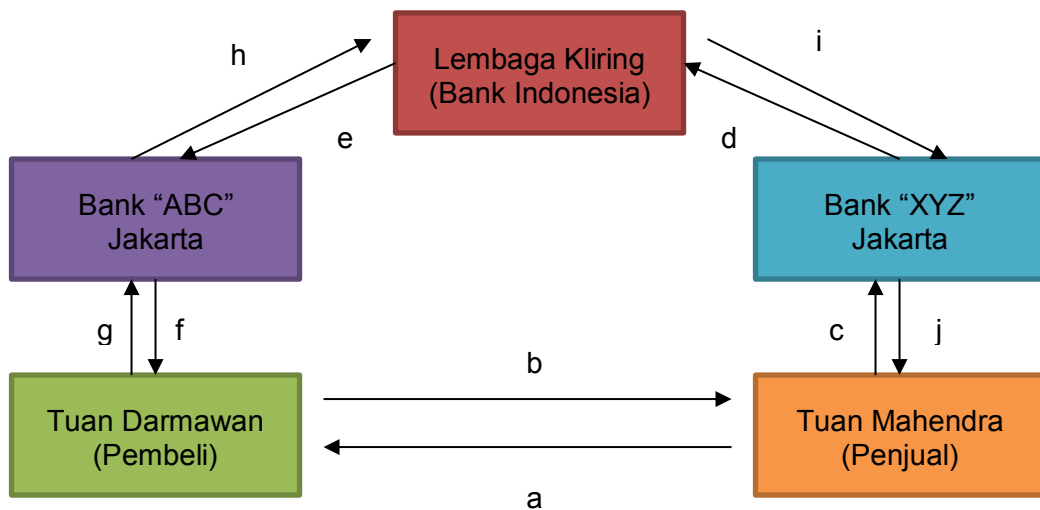 h
i
Lembaga Kliring
(Bank Indonesia)
e
d
Bank “ABC”
Jakarta
Bank “XYZ”
Jakarta
g
f
c
j
b
Tuan Darmawan
(Pembeli)
Tuan Mahendra
(Penjual)
a